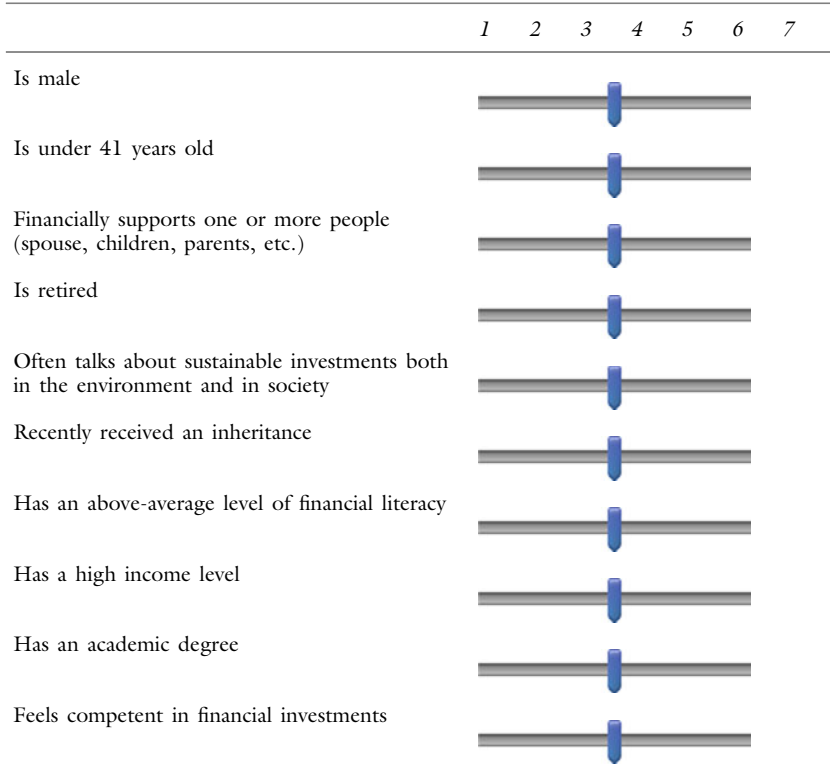 1 2 3 4 5 6 7
Is male
Is under 41 years old
Financially supports one or more people
(spouse, children, parents, etc.)
Is retired
Often talks about sustainable investments both
in the environment and in society
Recently received an inheritance
Has an above-average level of financial literacy
Has a high income level
Has an academic degree
Feels competent in financial investments